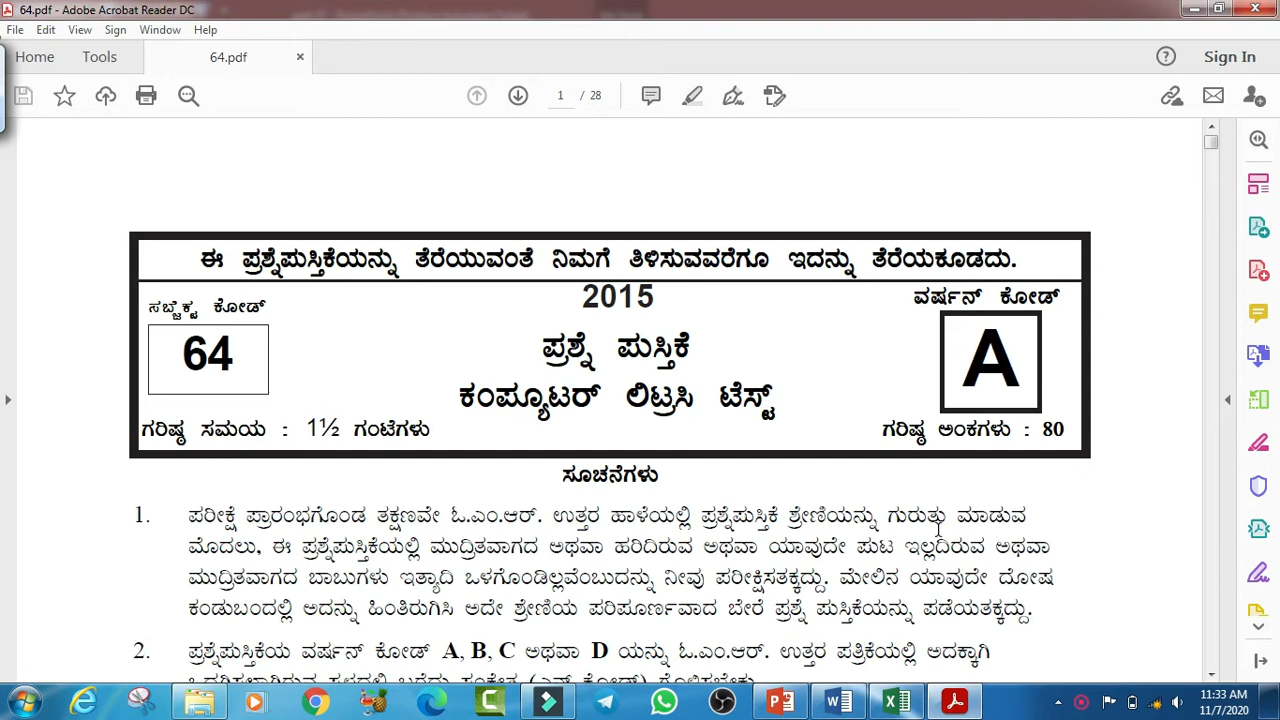 64.pdf - Adobe Acrobat Reader DC
File Edit View Sign Window Help
Home Tools 64.pdf × Sign In
1 / 28
ಈ ಪ್ರಶ್ನೆಪುಸ್ತಿಕೆಯನ್ನು ತೆರೆಯುವಂತೆ ನಿಮಗೆ ತಿಳಿಸುವವರೆಗೂ ಇದನ್ನು ತೆರೆಯಕೂಡದು.
ಸಬ್ಜೆಕ್ಟ ಕೋಡ್ 2015 ವರ್ಷನ್ ಕೋಡ್
64 ಪ್ರಶ್ನೆ ಪುಸ್ತಿಕೆ A
ಕಂಪ್ಯೂಟರ್ ಲಿಟ್ರಸಿ ಟೆಸ್ಟ್
ಗರಿಷ್ಠ ಸಮಯ : 1½ ಗಂಟೆಗಳು ಗರಿಷ್ಠ ಅಂಕಗಳು : 80
ಸೂಚನೆಗಳು
1. ಪರೀಕ್ಷೆ ಪ್ರಾರಂಭಗೊಂಡ ತಕ್ಷಣವೇ ಓ.ಎಂ.ಆರ್. ಉತ್ತರ ಹಾಳೆಯಲ್ಲಿ ಪ್ರಶ್ನೆಪುಸ್ತಿಕೆ ಶ್ರೇಣಿಯನ್ನು ಗುರುತು ಮಾಡುವ
ಮೊದಲು, ಈ ಪ್ರಶ್ನೆಪುಸ್ತಿಕೆಯಲ್ಲಿ ಮುದ್ರಿತವಾಗದ ಅಥವಾ ಹರಿದಿರುವ ಅಥವಾ ಯಾವುದೇ ಪುಟ ಇಲ್ಲದಿರುವ ಅಥವಾ
ಮುದ್ರಿತವಾಗದ ಬಾಬುಗಳು ಇತ್ಯಾದಿ ಒಳಗೊಂಡಿಲ್ಲವೆಂಬುದನ್ನು ನೀವು ಪರೀಕ್ಷಿಸತಕ್ಕದ್ದು. ಮೇಲಿನ ಯಾವುದೇ ದೋಷ
ಕಂಡುಬಂದಲ್ಲಿ ಅದನ್ನು ಹಿಂತಿರುಗಿಸಿ ಅದೇ ಶ್ರೇಣಿಯ ಪರಿಪೂರ್ಣವಾದ ಬೇರೆ ಪ್ರಶ್ನೆ ಪುಸ್ತಿಕೆಯನ್ನು ಪಡೆಯತಕ್ಕದ್ದು.
2. ಪ್ರಶ್ನೆಪುಸ್ತಿಕೆಯ ವರ್ಷನ್ ಕೋಡ್ A, B, C ಅಥವಾ D ಯನ್ನು ಓ.ಎಂ.ಆರ್. ಉತ್ತರ ಪತ್ರಿಕೆಯಲ್ಲಿ ಅದಕ್ಕಾಗಿ
11:33 AM
11/7/2020